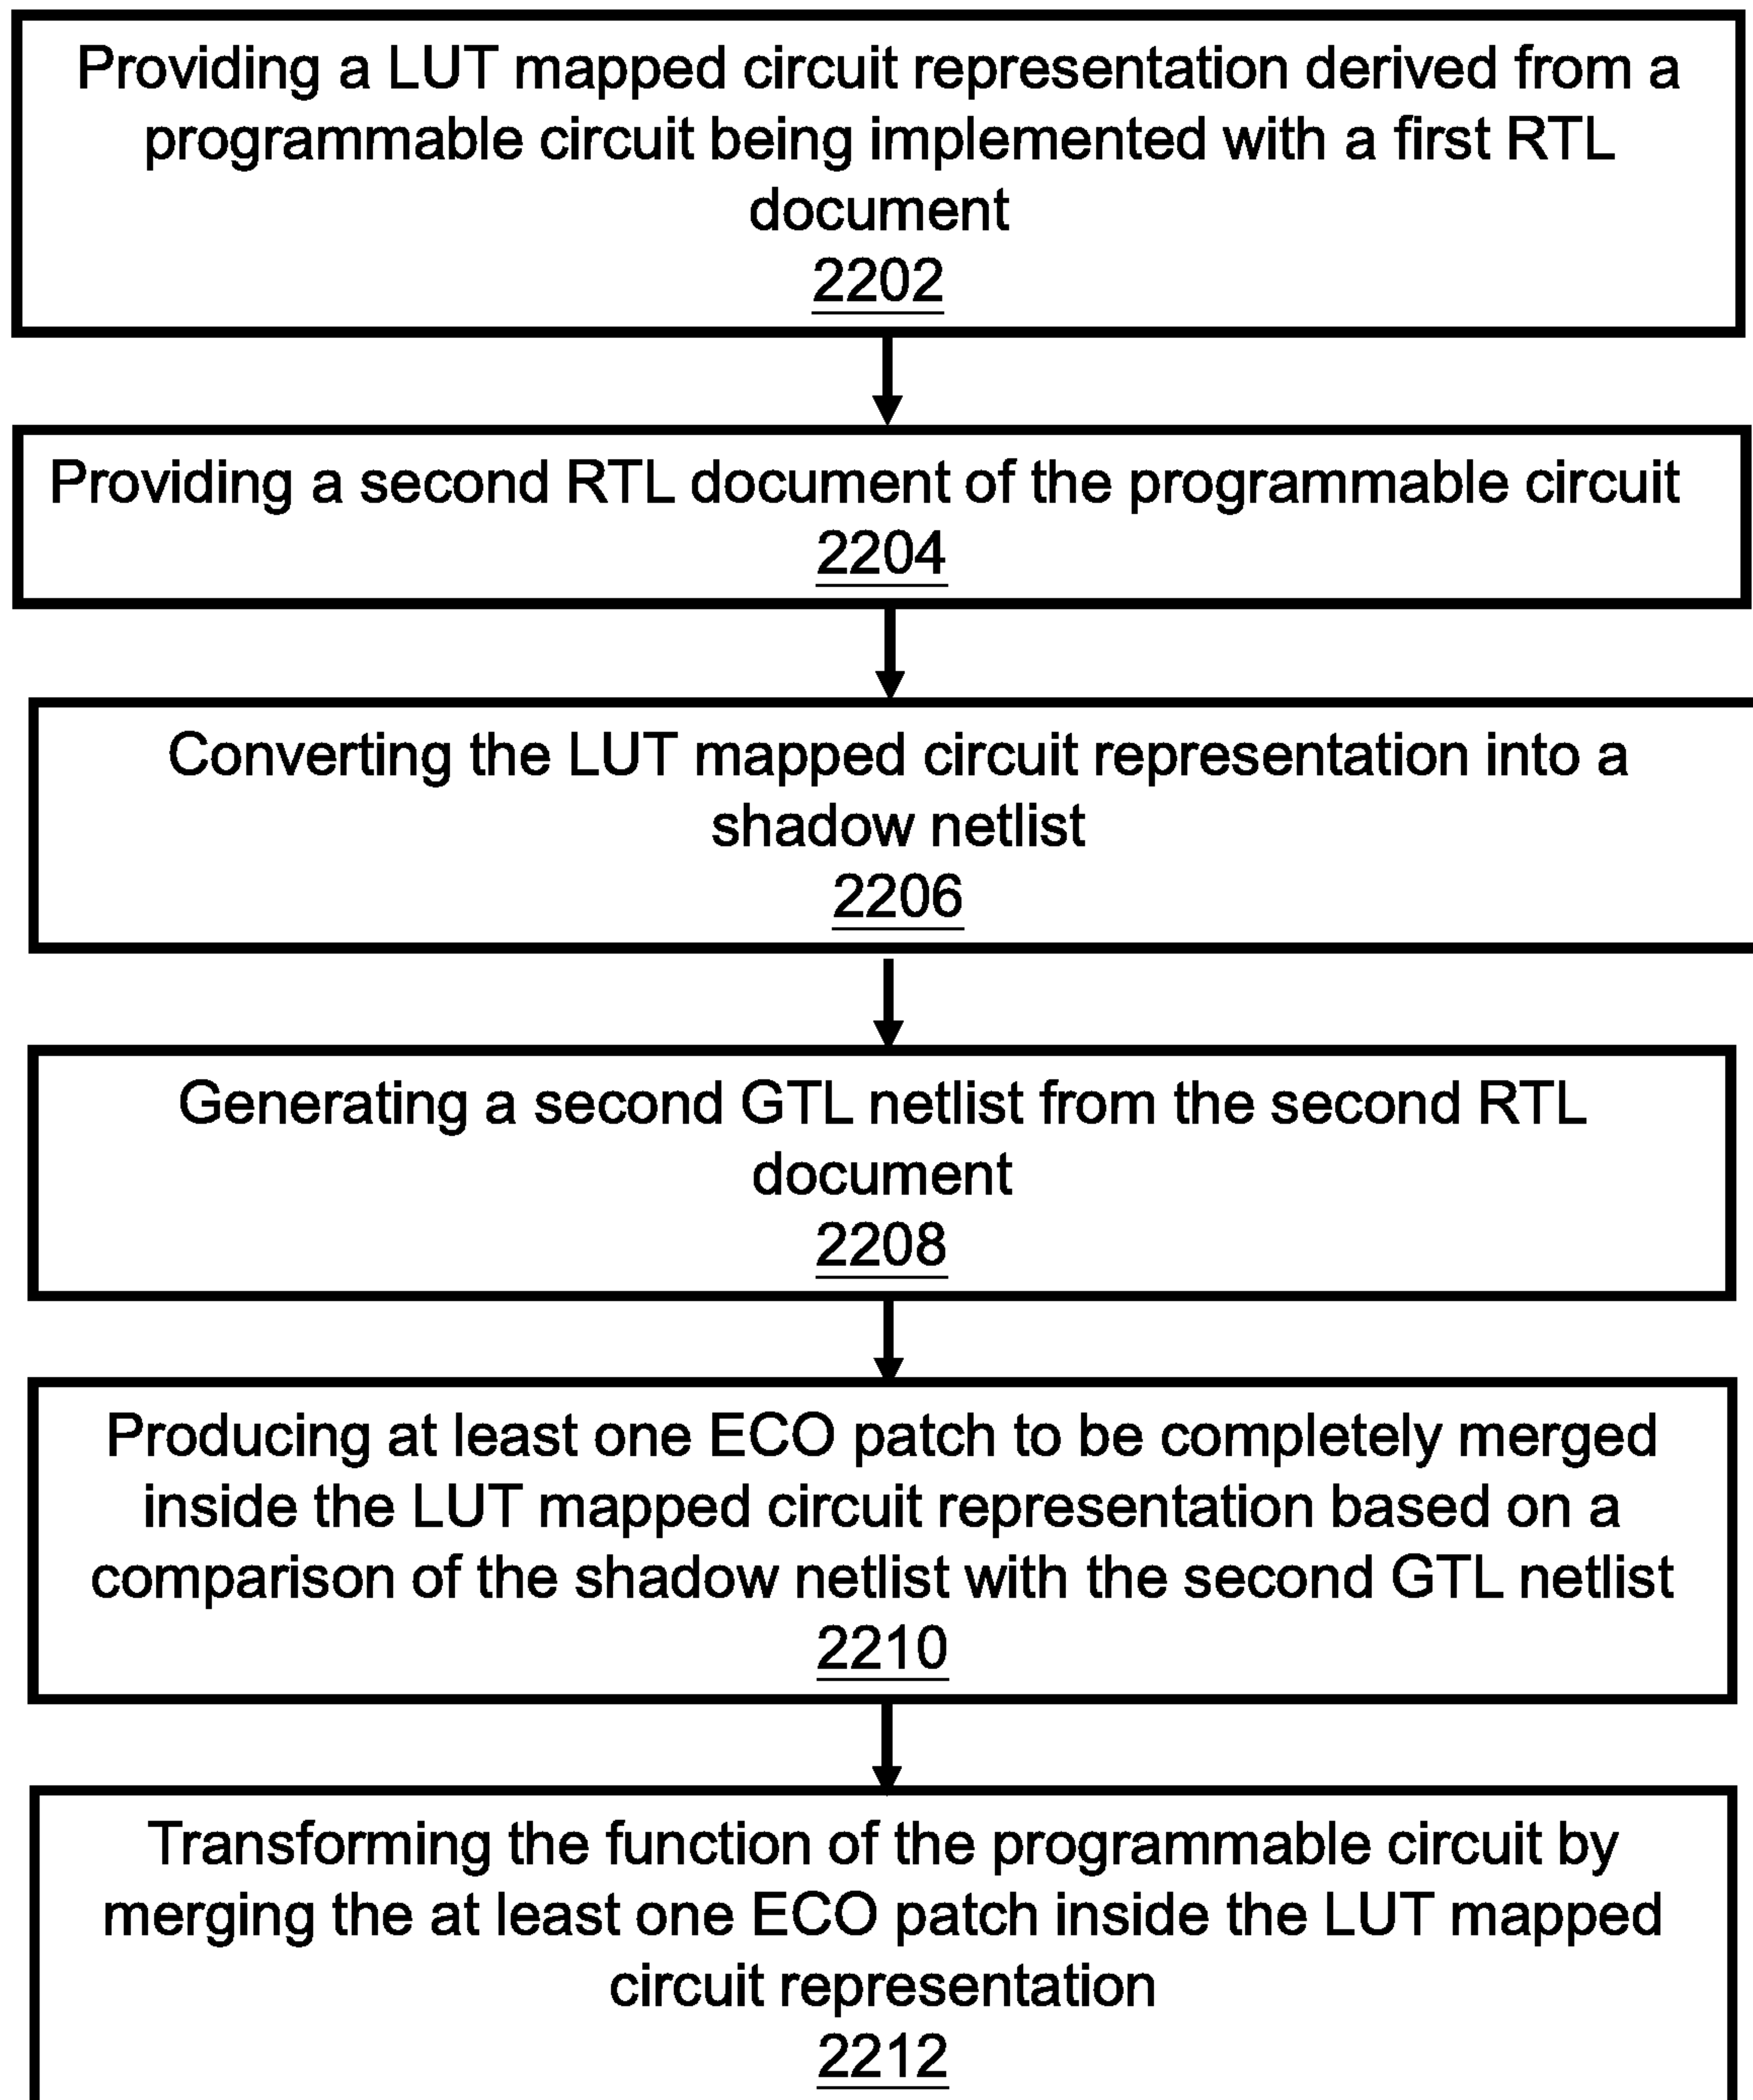 Providing a LUT mapped circuit representation derived from a
programmable circuit being implemented with a first RTL
document
2202
Providing a second RTL document of the programmable circuit
2204
Converting the LUT mapped circuit representation into a
shadow netlist
2206
Generating a second GTL netlist from the second RTL
document
2208
Producing at least one ECO patch to be completely merged
inside the LUT mapped circuit representation based on a
comparison of the shadow netlist with the second GTL netlist
2210
Transforming the function of the programmable circuit by
merging the at least one ECO patch inside the LUT mapped
circuit representation
2212